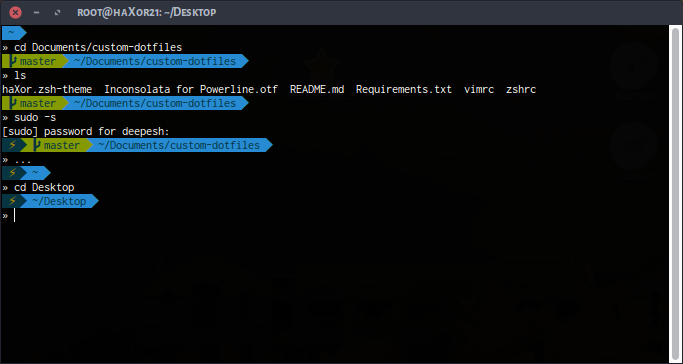 ROOT@HAXOR21: ~/DESKTOP
~
» cd Documents/custom-dotfiles
master ~/Documents/custom-dotfiles
» ls
haXor.zsh-theme Inconsolata for Powerline.otf README.md Requirements.txt vimrc zshrc
master ~/Documents/custom-dotfiles
» sudo -s
[sudo] password for deepesh:
⚡ master ~/Documents/custom-dotfiles
» ...
⚡ ~
» cd Desktop
⚡ ~/Desktop
»